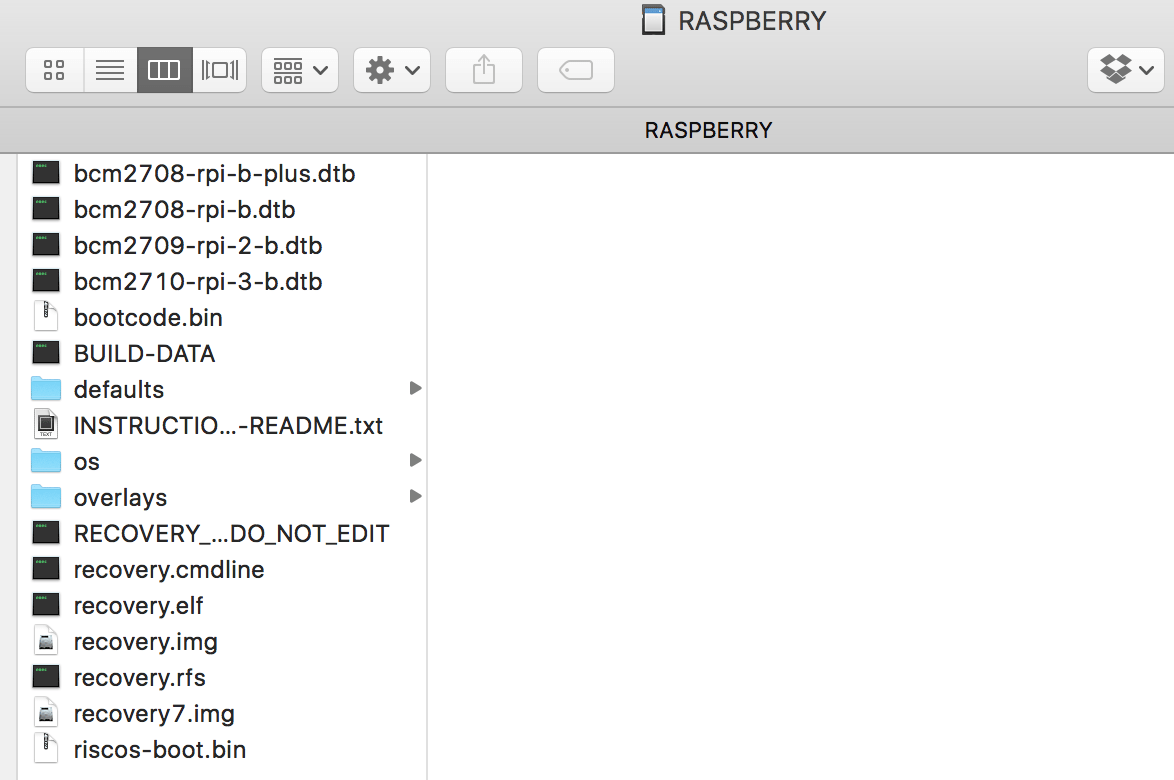 RASPBERRY
RASPBERRY
bcm2708-rpi-b-plus.dtb
bcm2708-rpi-b.dtb
bcm2709-rpi-2-b.dtb
bcm2710-rpi-3-b.dtb
bootcode.bin
BUILD-DATA
defaults
INSTRUCTIO...-README.txt
os
overlays
RECOVERY_...DO_NOT_EDIT
recovery.cmdline
recovery.elf
recovery.img
recovery.rfs
recovery7.img
riscos-boot.bin